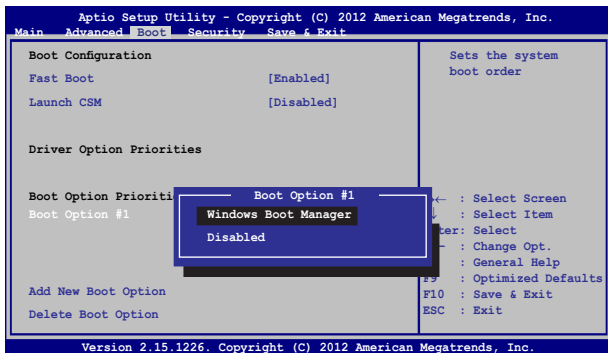 Aptio Setup Utility - Copyright (C) 2012 American Megatrends, Inc.
Main Advanced Boot Security Save & Exit
Boot Configuration
Fast Boot [Enabled]
Launch CSM [Disabled]
Driver Option Priorities
Boot Option Prioriti
Boot Option #1
Add New Boot Option
Delete Boot Option
Boot Option #1
Windows Boot Manager
Disabled
Sets the system
boot order
←  : Select Screen
: Select Item
ter: Select
: Change Opt.
: General Help
F9 : Optimized Defaults
F10 : Save & Exit
ESC : Exit
Version 2.15.1226. Copyright (C) 2012 American Megatrends, Inc.